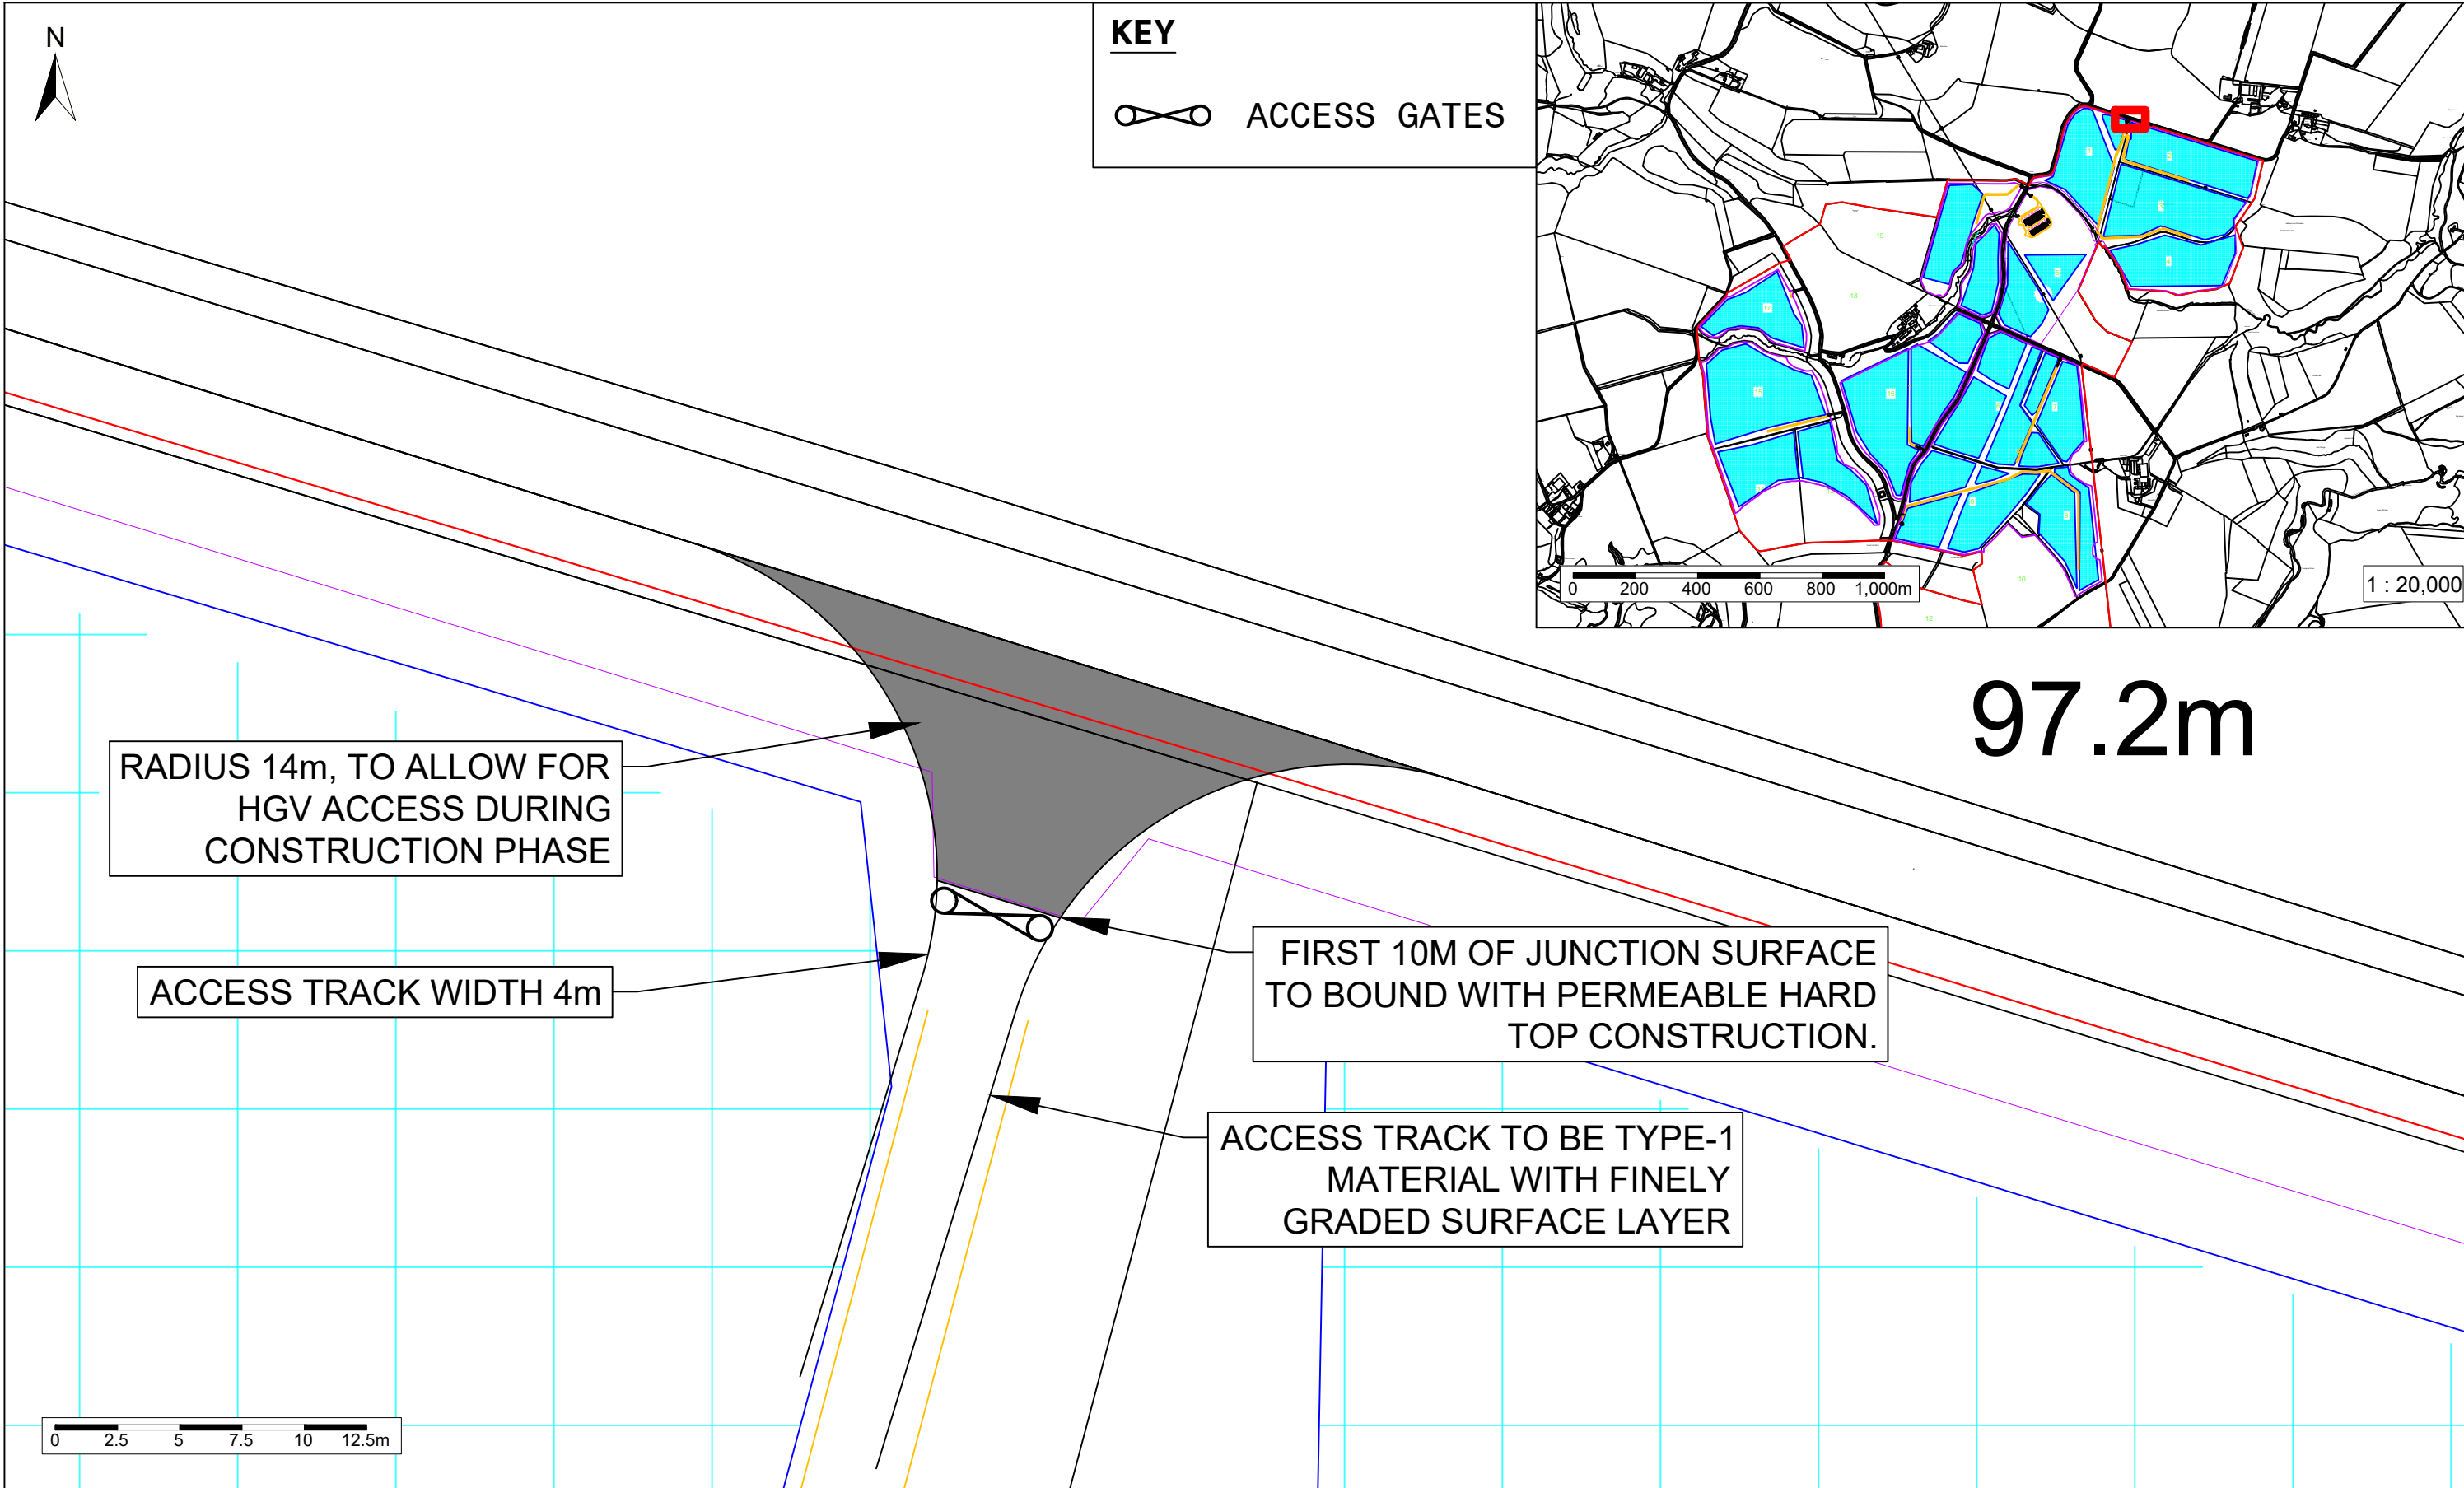 N
KEY
ACCESS GATES
0 200 400 600 800 1,000m
1 : 20,000
97.2m
RADIUS 14m, TO ALLOW FOR
HGV ACCESS DURING
CONSTRUCTION PHASE
ACCESS TRACK WIDTH 4m
FIRST 10M OF JUNCTION SURFACE
TO BOUND WITH PERMEABLE HARD
TOP CONSTRUCTION.
ACCESS TRACK TO BE TYPE-1
MATERIAL WITH FINELY
GRADED SURFACE LAYER
0 2.5 5 7.5 10 12.5m